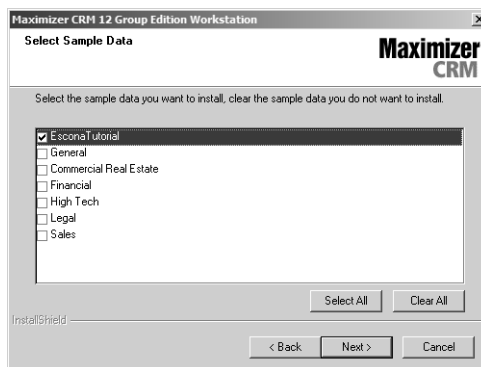 Maximizer CRM 12 Group Edition Workstation
Select Sample Data
Maximizer
CRM
Select the sample data you want to install, clear the sample data you do not want to install.
EsconaTutorial
General
Commercial Real Estate
Financial
High Tech
Legal
Sales
Select All
Clear All
InstallShield
< Back
Next >
Cancel